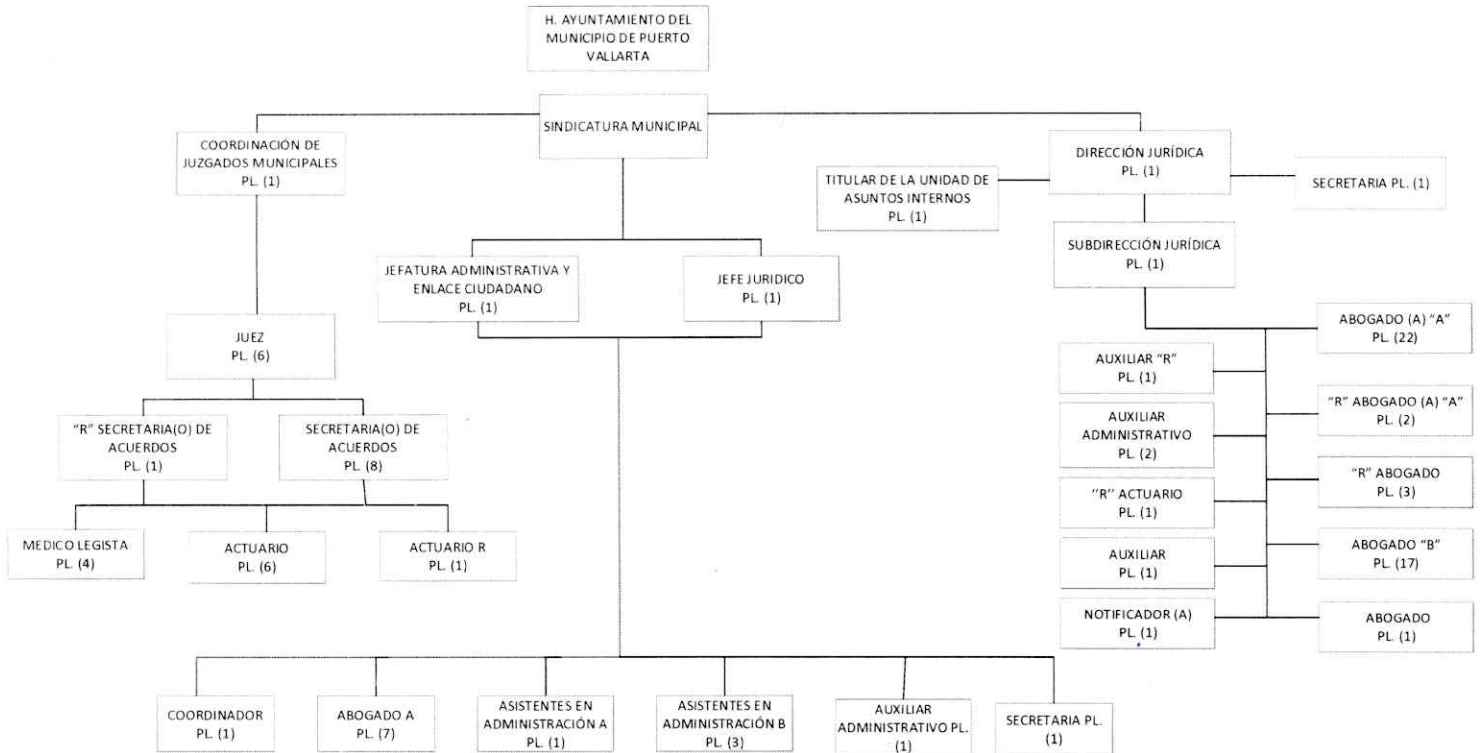 H. AYUNTAMIENTO DEL
MUNICIPIO DE PUERTO
VALLARTA
SINDICATURA MUNICIPAL
COORDINACIÓN DE
JUZGADOS MUNICIPALES
PL. (1)
DIRECCIÓN JURÍDICA
PL. (1)
TITULAR DE LA UNIDAD DE
ASUNTOS INTERNOS
PL. (1)
SECRETARIA PL. (1)
SUBDIRECCIÓN JURÍDICA
PL. (1)
JEFATURA ADMINISTRATIVA Y
ENLACE CIUDADANO
PL. (1)
JEFE JURIDICO
PL. (1)
JUEZ
PL. (6)
"R" SECRETARIA(O) DE
ACUERDOS
PL. (1)
SECRETARIA(O) DE
ACUERDOS
PL. (8)
MEDICO LEGISTA
PL. (4)
ACTUARIO
PL. (6)
ACTUARIO R
PL. (1)
AUXILIAR "R"
PL. (1)
AUXILIAR
ADMINISTRATIVO
PL. (2)
''R'' ACTUARIO
PL. (1)
AUXILIAR
PL. (1)
NOTIFICADOR (A)
PL. (1)
ABOGADO (A) "A"
PL. (22)
"R" ABOGADO (A) "A"
PL. (2)
"R" ABOGADO
PL. (3)
ABOGADO "B"
PL. (17)
ABOGADO
PL. (1)
COORDINADOR
PL. (1)
ABOGADO A
PL. (7)
ASISTENTES EN
ADMINISTRACIÓN A
PL. (1)
ASISTENTES EN
ADMINISTRACIÓN B
PL. (3)
AUXILIAR
ADMINISTRATIVO PL.
(1)
SECRETARIA PL.
(1)